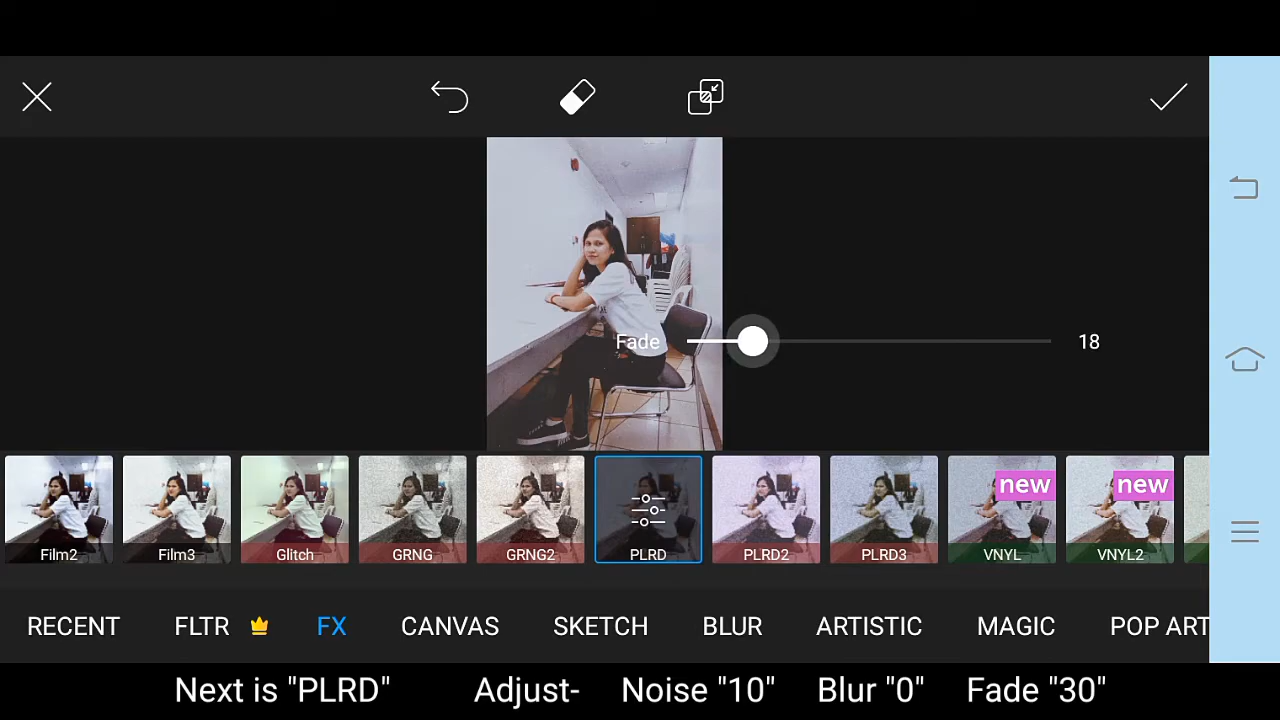 Fade 18
Film2 Film3 Glitch GRNG GRNG2 PLRD PLRD2 PLRD3 new VNYL new VNYL2
RECENT FLTR FX CANVAS SKETCH BLUR ARTISTIC MAGIC POP ART
Next is "PLRD" Adjust- Noise "10" Blur "0" Fade "30"